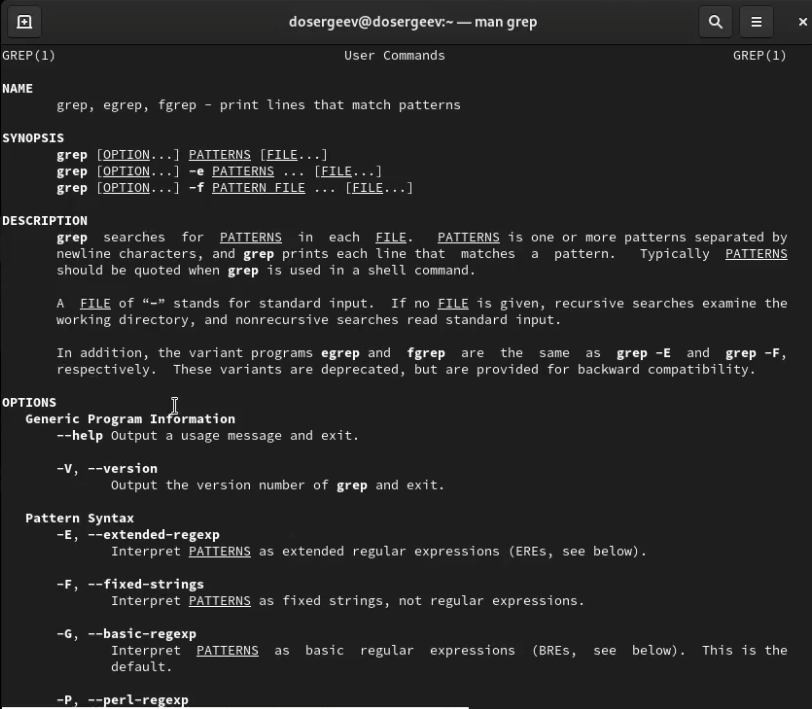 dosergeev@dosergeev:~ — man grep
GREP(1) User Commands GREP(1)
NAME
grep, egrep, fgrep - print lines that match patterns
SYNOPSIS
grep [OPTION...] PATTERNS [FILE...]
grep [OPTION...] -e PATTERNS ... [FILE...]
grep [OPTION...] -f PATTERN_FILE ... [FILE...]
DESCRIPTION
grep searches for PATTERNS in each FILE. PATTERNS is one or more patterns separated by
newline characters, and grep prints each line that matches a pattern. Typically PATTERNS
should be quoted when grep is used in a shell command.
A FILE of “-” stands for standard input. If no FILE is given, recursive searches examine the
working directory, and nonrecursive searches read standard input.
In addition, the variant programs egrep and fgrep are the same as grep -E and grep -F,
respectively. These variants are deprecated, but are provided for backward compatibility.
OPTIONS
Generic Program Information
--help Output a usage message and exit.
-V, --version
Output the version number of grep and exit.
Pattern Syntax
-E, --extended-regexp
Interpret PATTERNS as extended regular expressions (EREs, see below).
-F, --fixed-strings
Interpret PATTERNS as fixed strings, not regular expressions.
-G, --basic-regexp
Interpret PATTERNS as basic regular expressions (BREs, see below). This is the
default.
-P, --perl-regexp